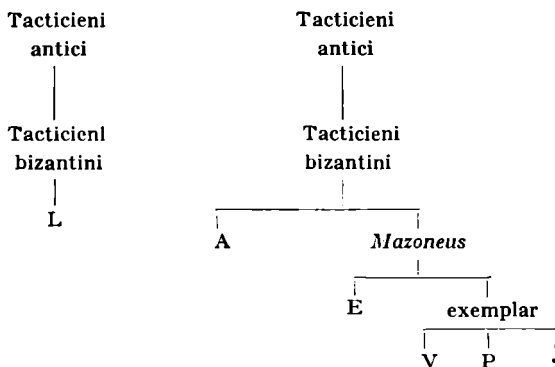 Tacticieni Tacticieni
antici antici
Tacticieni Tacticieni
bizantini bizantini
L
A Mazoneus
E exemplar
V P